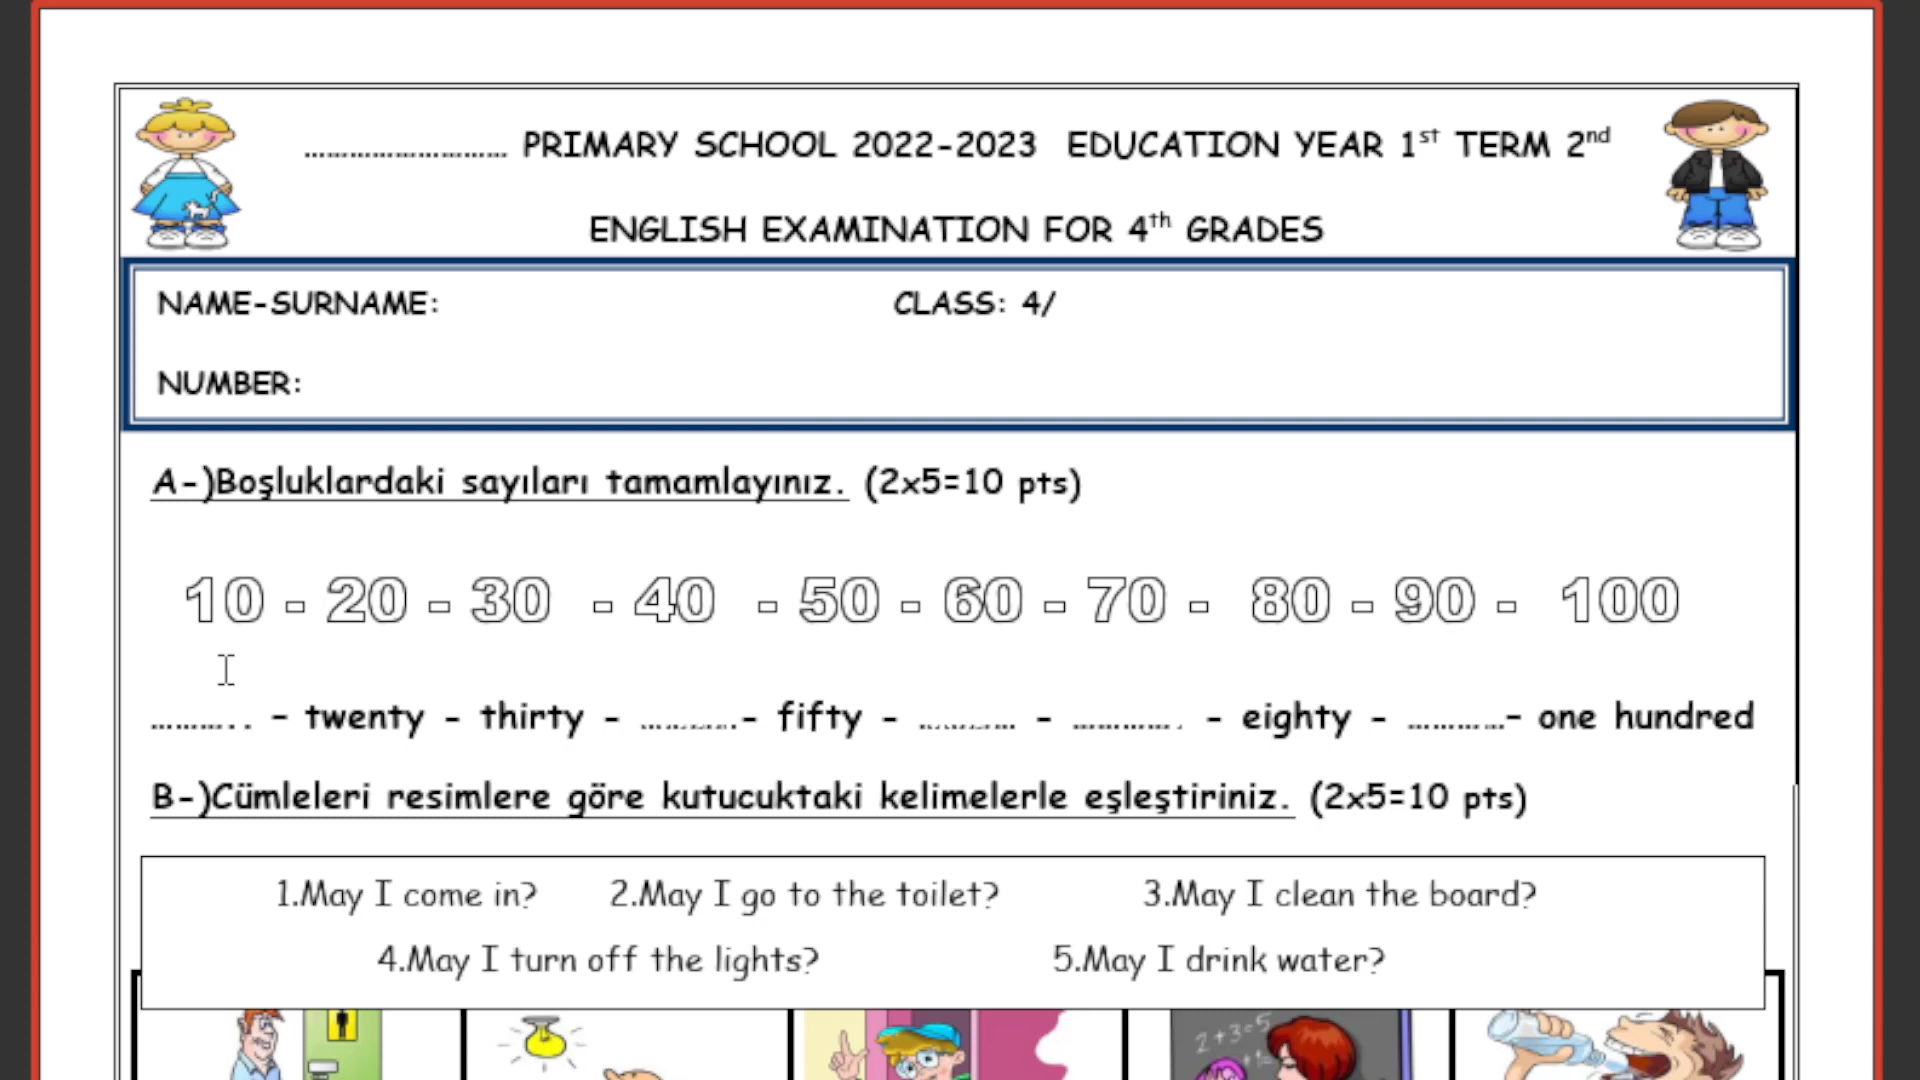 ........................... PRIMARY SCHOOL 2022-2023 EDUCATION YEAR 1st TERM 2nd
ENGLISH EXAMINATION FOR 4th GRADES
NAME-SURNAME: CLASS: 4/
NUMBER:
A-)Boşluklardaki sayıları tamamlayınız. (2x5=10 pts)
10 - 20 - 30 - 40 - 50 - 60 - 70 - 80 - 90 - 100
........... - twenty - thirty - ............- fifty - ............ - ............. - eighty - ............- one hundred
B-)Cümleleri resimlere göre kutucuktaki kelimelerle eşleştiriniz. (2x5=10 pts)
1.May I come in? 2.May I go to the toilet? 3.May I clean the board?
4.May I turn off the lights? 5.May I drink water?
2+3=5